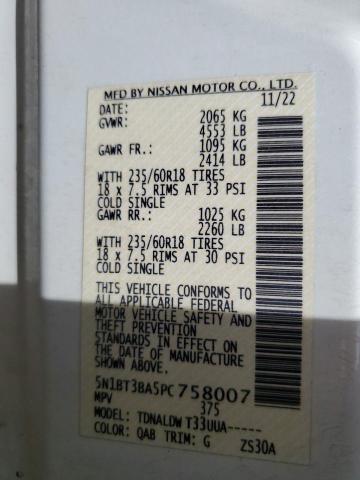 MFD BY NISSAN MOTOR CO., LTD.
DATE: 11/22
GVWR: 2065 KG
4553 LB
GAWR FR.: 1095 KG
2414 LB
WITH 235/60R18 TIRES
18 x 7.5 RIMS AT 33 PSI
COLD SINGLE
GAWR RR.: 1025 KG
2260 LB
WITH 235/60R18 TIRES
18 x 7.5 RIMS AT 30 PSI
COLD SINGLE
THIS VEHICLE CONFORMS TO
ALL APPLICABLE FEDERAL
MOTOR VEHICLE SAFETY AND
THEFT PREVENTION
STANDARDS IN EFFECT ON
THE DATE OF MANUFACTURE
SHOWN ABOVE.
5N1BT3BA5PC758007
MPV 375
MODEL: TDNALDWT33UUA-----
COLOR: QAB TRIM: G ZS30A